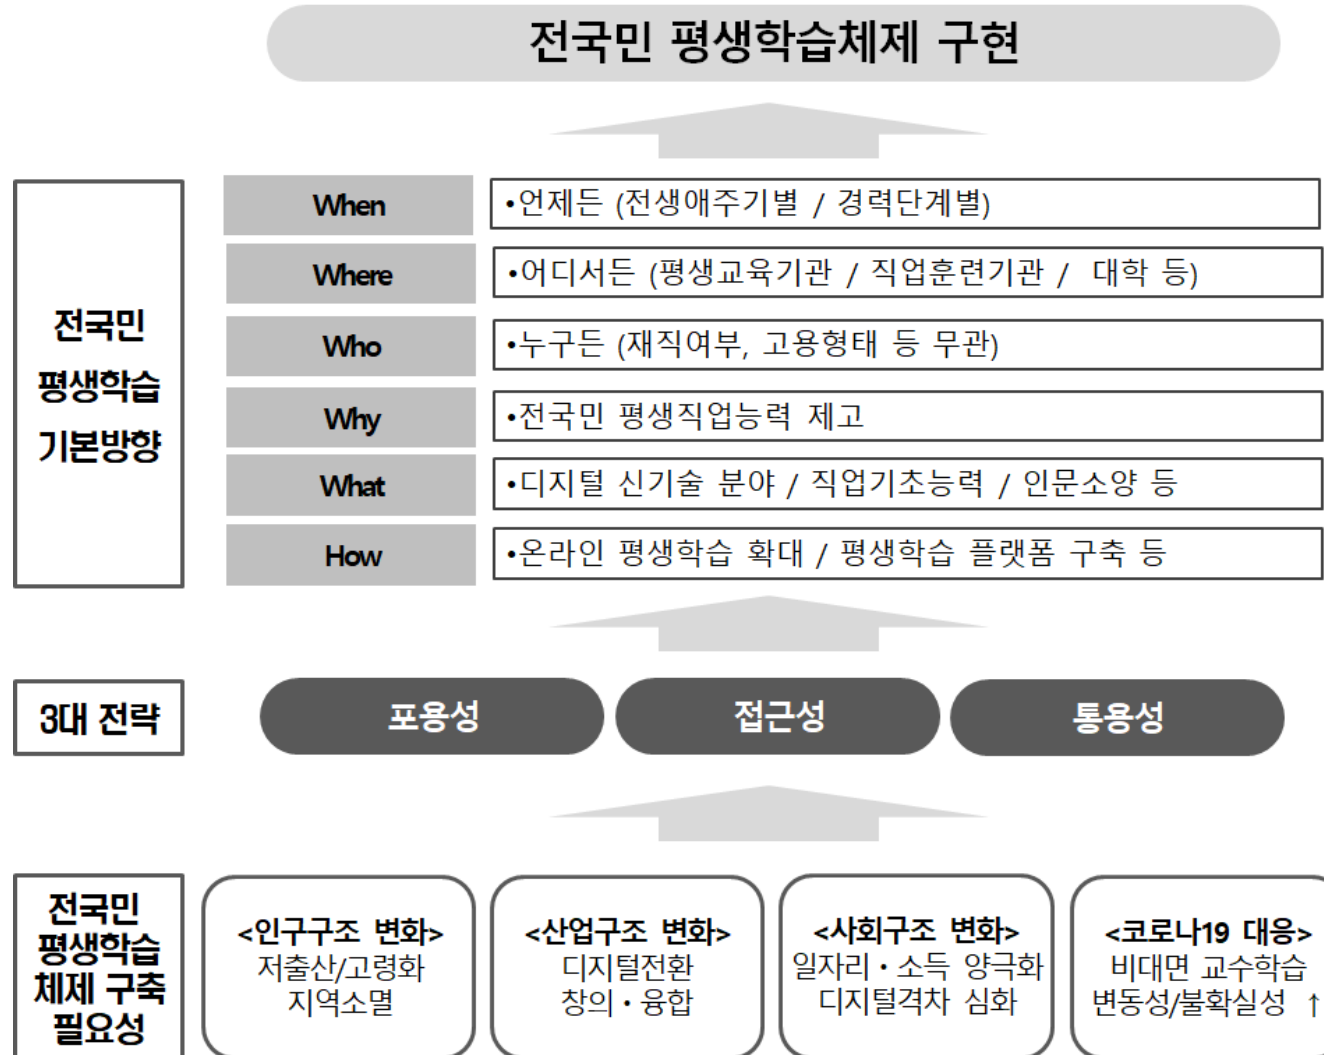 전국민 평생학습체제 구현
전국민
평생학습
기본방향
When
•언제든 (전생애주기별 / 경력단계별)
Where
•어디서든 (평생교육기관 / 직업훈련기관 / 대학 등)
Who
•누구든 (재직여부, 고용형태 등 무관)
Why
•전국민 평생직업능력 제고
What
•디지털 신기술 분야 / 직업기초능력 / 인문소양 등
How
•온라인 평생학습 확대 / 평생학습 플랫폼 구축 등
3대 전략
포용성
접근성
통용성
전국민
평생학습
체제 구축
필요성
<인구구조 변화>
저출산/고령화
지역소멸
<산업구조 변화>
디지털전환
창의・융합
<사회구조 변화>
일자리・소득 양극화
디지털격차 심화
<코로나19 대응>
비대면 교수학습
변동성/불확실성 ↑